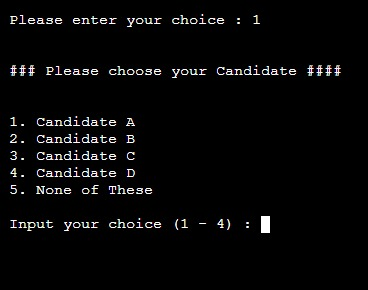 Please enter your choice : 1
### Please choose your Candidate ####
1. Candidate A
2. Candidate B
3. Candidate C
4. Candidate D
5. None of These
Input your choice (1 - 4) :